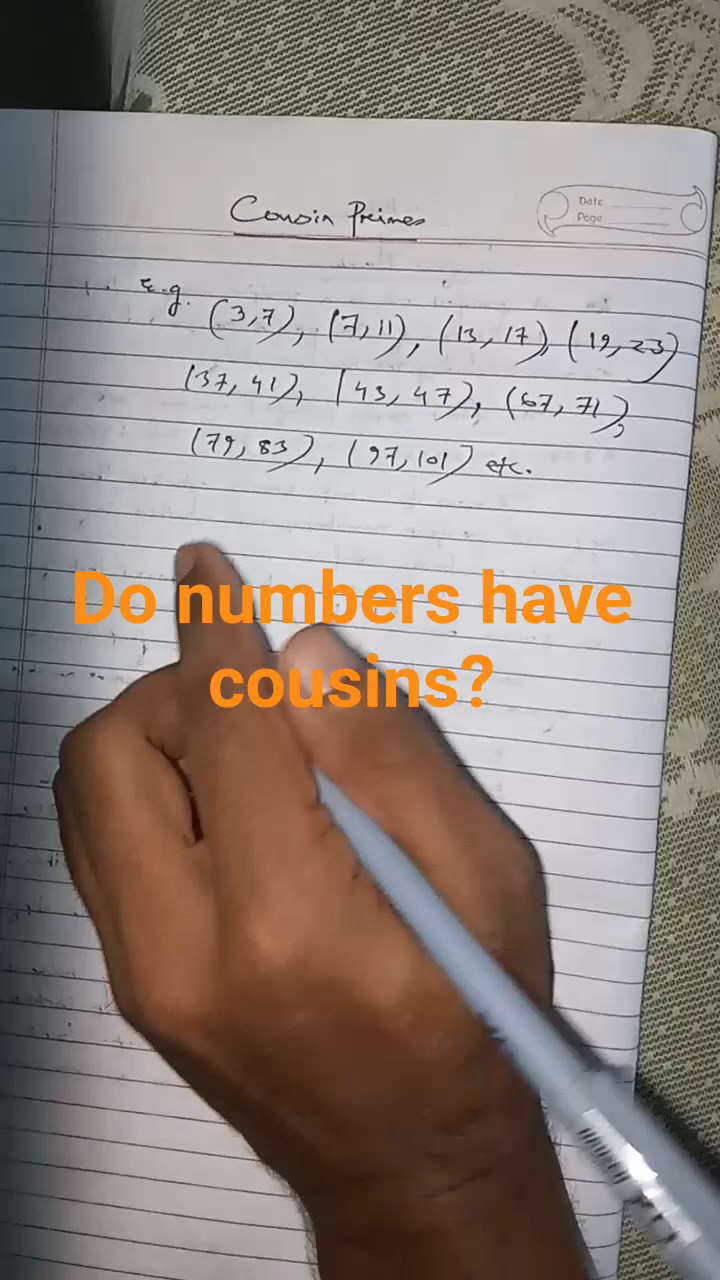 Cousin Primes
Date
Page
E.g. (3,7), (7,11), (13,17), (19,23)
(37,41), (43,47), (67,71),
(79,83), (97,101) etc.
Do numbers have
cousins?